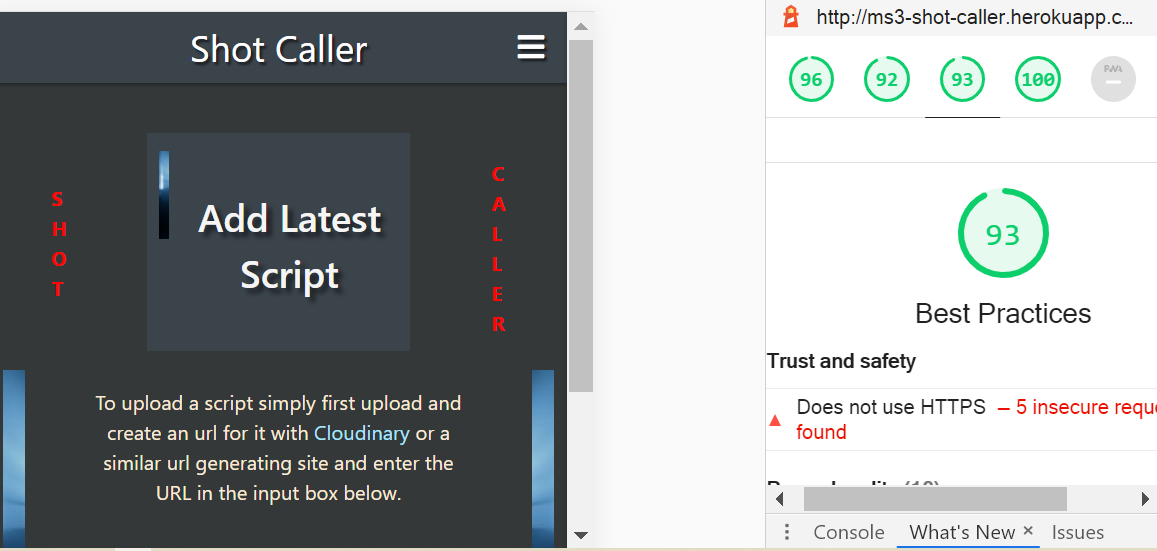 Shot Caller
S
H
O
T
Add Latest
Script
C
A
L
L
E
R
To upload a script simply first upload and
create an url for it with Cloudinary or a
similar url generating site and enter the
URL in the input box below.
http://ms3-shot-caller.herokuapp.c...
96 92 93 100 PWA
93
Best Practices
Trust and safety
Does not use HTTPS – 5 insecure reque
found
Console What's New × Issues